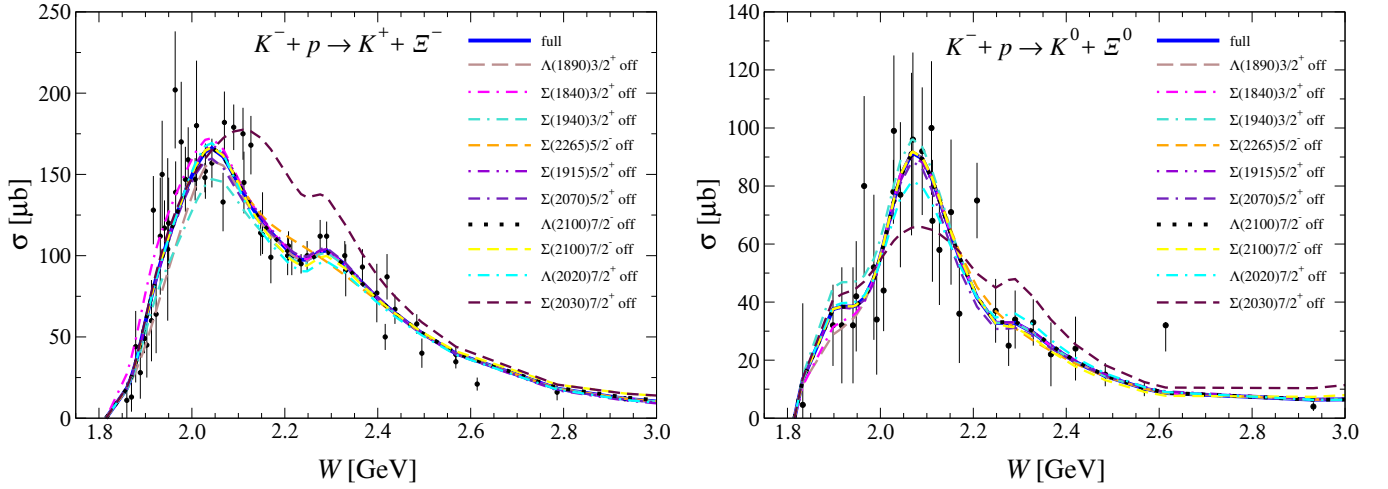 K⁻ + p → K⁺ + Ξ⁻
full
Λ(1890)3/2⁺ off
Σ(1840)3/2⁺ off
Σ(1940)3/2⁺ off
Σ(2265)5/2⁻ off
Σ(1915)5/2⁺ off
Σ(2070)5/2⁺ off
Λ(2100)7/2⁻ off
Σ(2100)7/2⁻ off
Λ(2020)7/2⁺ off
Σ(2030)7/2⁺ off
σ [μb]
250
200
150
100
50
0
1.8 2.0 2.2 2.4 2.6 2.8 3.0
W [GeV]
K⁻ + p → K⁰ + Ξ⁰
full
Λ(1890)3/2⁺ off
Σ(1840)3/2⁺ off
Σ(1940)3/2⁺ off
Σ(2265)5/2⁻ off
Σ(1915)5/2⁺ off
Σ(2070)5/2⁺ off
Λ(2100)7/2⁻ off
Σ(2100)7/2⁻ off
Λ(2020)7/2⁺ off
Σ(2030)7/2⁺ off
σ [μb]
140
120
100
80
60
40
20
0
1.8 2.0 2.2 2.4 2.6 2.8 3.0
W [GeV]